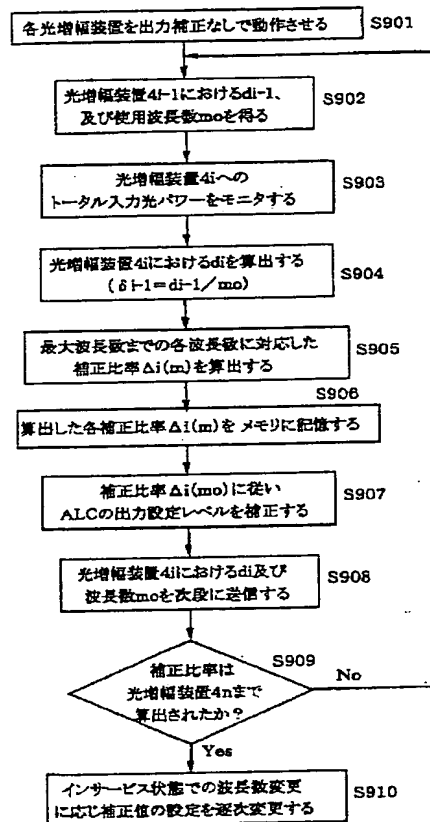 各光増幅装置を出力補正なしで動作させる S901
光増幅装置4i-1におけるdi-1、
及び使用波長数moを得る S902
光増幅装置4iへの
トータル入力光パワーをモニタする S903
光増幅装置4iにおけるdiを算出する
(δi-1=di-1/mo) S904
最大波長数までの各波長数に対応した
補正比率Δi(m)を算出する S905
S906
算出した各補正比率Δi(m)をメモリに記憶する
補正比率Δi(mo)に従い
ALCの出力設定レベルを補正する S907
光増幅装置4iにおけるdi及び
波長数moを次段に送信する S908
S909
補正比率は
光増幅装置4nまで
算出されたか?
No
Yes
インサービス状態での波長数変更
に応じ補正値の設定を逐次変更する S910